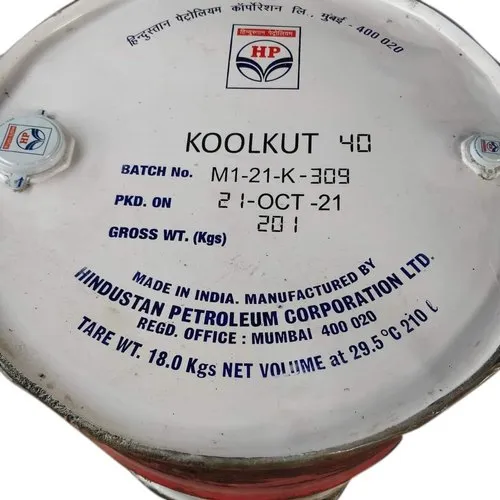 हिन्दुस्तान पेट्रोलियम कॉर्पोरेशन लि., मुंबई - 400 020
हिन्दुस्तान पेट्रोलियम
HP
HP
KOOLKUT 40
BATCH No. M1-21-K-309
PKD. ON 21-OCT-21
GROSS WT. (Kgs) 201
MADE IN INDIA. MANUFACTURED BY
HINDUSTAN PETROLEUM CORPORATION LTD.
REGD. OFFICE : MUMBAI 400 020
TARE WT. 18.0 Kgs NET VOLUME at 29.5°C 210 ℓ